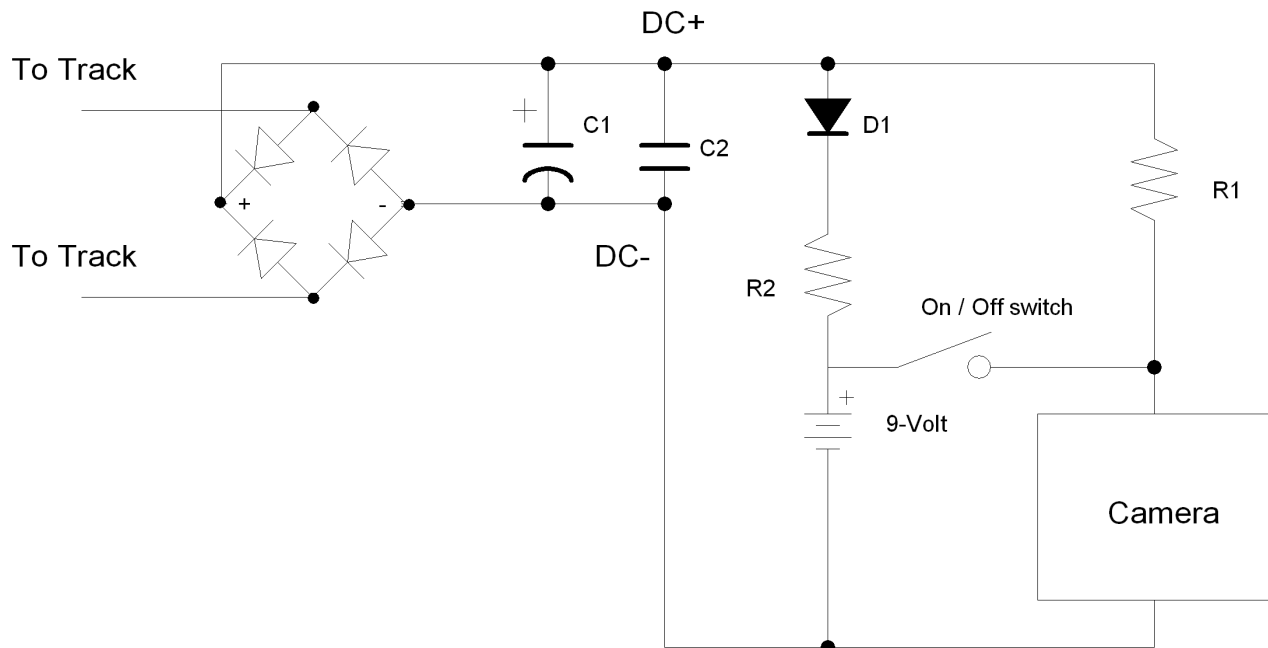 DC+
To Track
+
C1
C2
D1
R1
+
-
To Track
DC-
R2
On / Off switch
+
9-Volt
Camera